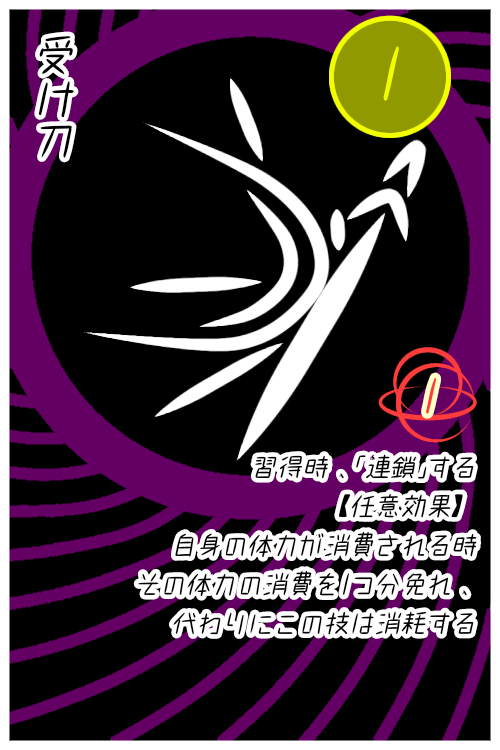 受け刀
1
1
習得時、「連鎖」する
【任意効果】
自身の体力が消費される時
その体力の消費を1つ分免れ、
代わりにこの技は消耗する